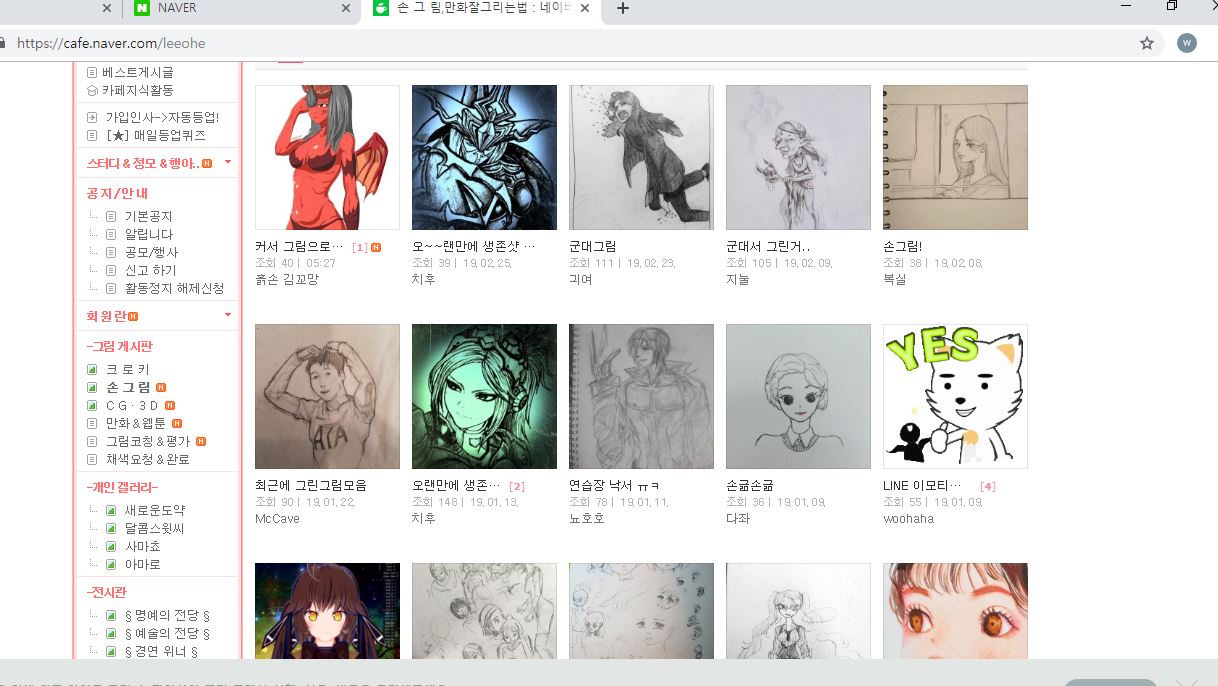 NAVER
손 그 림,만화잘그리는법 : 네이버
https://cafe.naver.com/leeohe
W
베스트게시글
카페지식활동
가입인사->자동등업!
[★] 매일등업퀴즈
스터디 & 정모 & 행아.. N
공 지 / 안 내
기본공지
알립니다
공모/행사
신고 하기
활동정지 해제신청
회 원 란 N
-그림 게시판
크 로 키
손 그 림 N
C G · 3 D N
만화 & 웹툰 N
그림코칭 & 평가 N
채색요청 & 완료
-개인 갤러리-
새로운도약
달콤스윗씨
사마쵸
아마로
-전시관
§ 명예의 전당 §
§ 예술의 전당 §
§ 경연 위너 §
커서 그림으로… [1] N
조회 40 | 05:27
흙손 김꼬망
오~~랜만에 생존샷 …
조회 39 | 19.02.25.
치후
군대그림
조회 111 | 19.02.23.
긔여
군대서 그린거..
조회 105 | 19.02.09.
지눌
손그림!
조회 38 | 19.02.08.
복실
최근에 그린그림모음
조회 90 | 19.01.22.
McCave
오랜만에 생존… [2]
조회 148 | 19.01.13.
치후
연습장 낙서 ㅠㅋ
조회 78 | 19.01.11.
뇨호호
손긂손긂
조회 36 | 19.01.09.
다좌
YES
LINE 이모티… [4]
조회 55 | 19.01.09.
woohaha